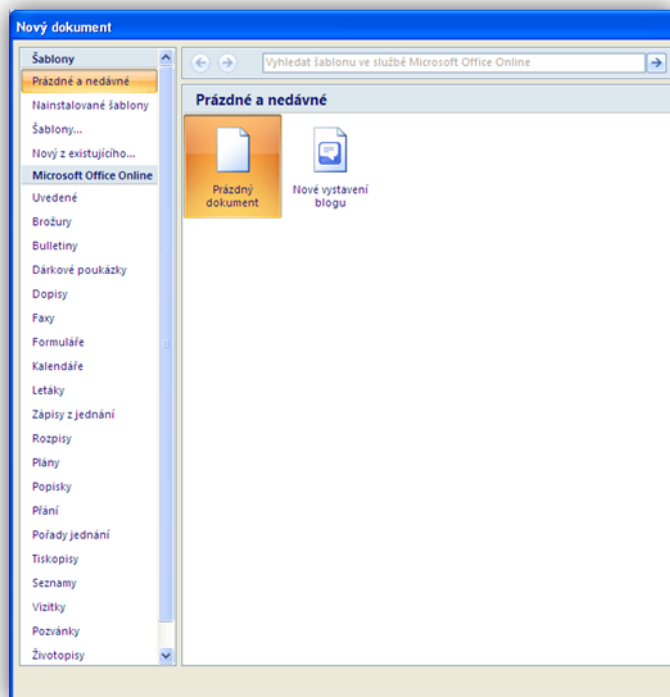 Nový dokument
Šablony
Prázdné a nedávné
Nainstalované šablony
Šablony...
Nový z existujícího...
Microsoft Office Online
Uvedené
Brožury
Bulletiny
Dárkové poukázky
Dopisy
Faxy
Formuláře
Kalendáře
Letáky
Zápisy z jednání
Rozpisy
Plány
Popisky
Přání
Pořady jednání
Tiskopisy
Seznamy
Vizitky
Pozvánky
Životopisy
Vyhledat šablonu ve službě Microsoft Office Online
Prázdné a nedávné
Prázdný
dokument
Nové vystavení
blogu